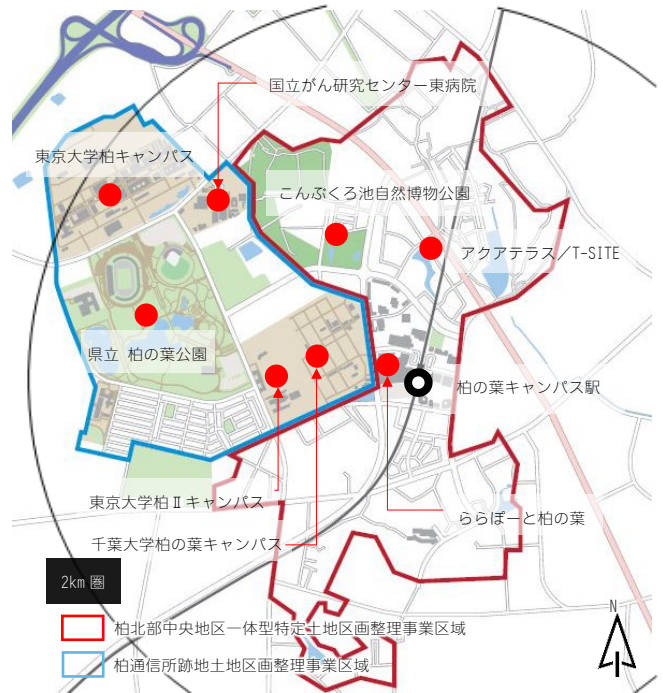 国立がん研究センター東病院
東京大学柏キャンパス
こんぶくろ池自然博物公園
アクアテラス／T-SITE
県立 柏の葉公園
柏の葉キャンパス駅
東京大学柏Ⅱキャンパス
ららぽーと柏の葉
千葉大学柏の葉キャンパス
2km 圏
N
柏北部中央地区一体型特定土地区画整理事業区域
柏通信所跡地土地区画整理事業区域